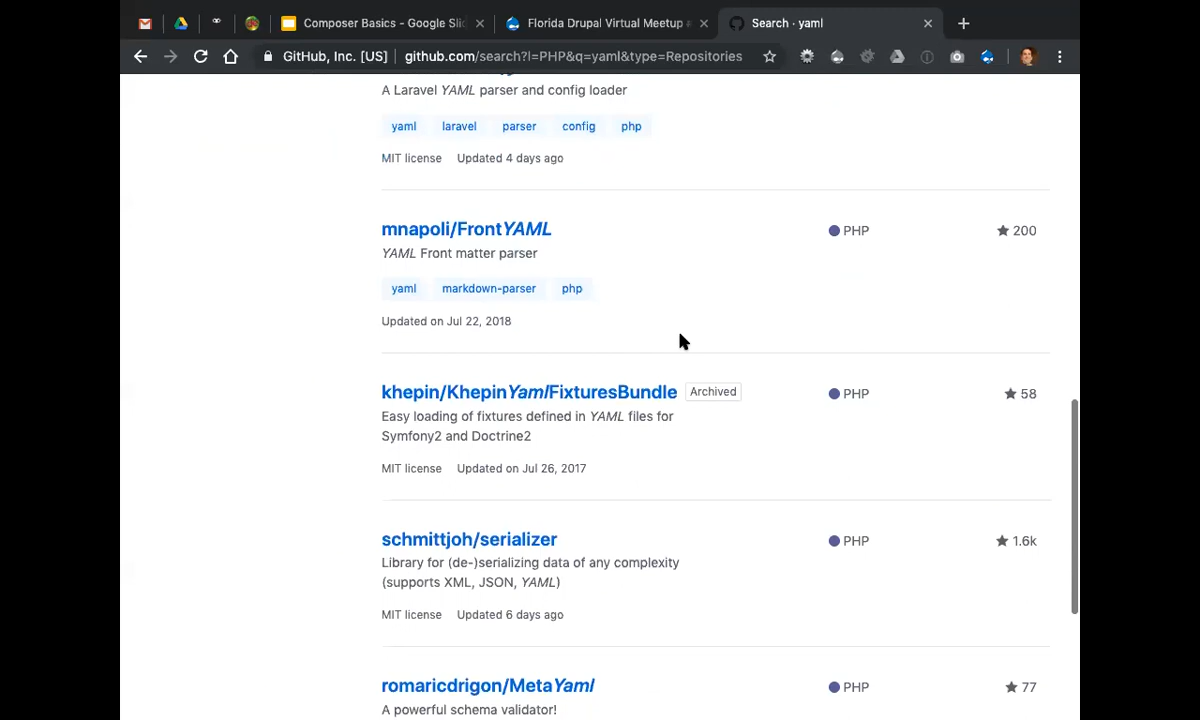 Composer Basics - Google Slid
Florida Drupal Virtual Meetup
Search · yaml
GitHub, Inc. [US]
github.com/search?l=PHP&q=yaml&type=Repositories
A Laravel YAML parser and config loader
yaml laravel parser config php
MIT license Updated 4 days ago
mnapoli/FrontYAML PHP 200
YAML Front matter parser
yaml markdown-parser php
Updated on Jul 22, 2018
khepin/KhepinYamlFixturesBundle Archived PHP 58
Easy loading of fixtures defined in YAML files for
Symfony2 and Doctrine2
MIT license Updated on Jul 26, 2017
schmittjoh/serializer PHP 1.6k
Library for (de-)serializing data of any complexity
(supports XML, JSON, YAML)
MIT license Updated 6 days ago
romaricdrigon/MetaYaml PHP 77
A powerful schema validator!